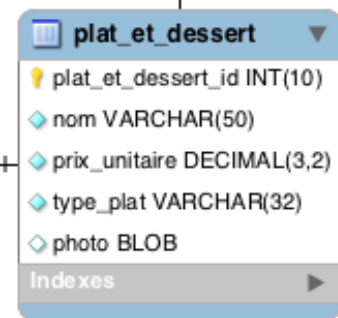 plat_et_dessert
plat_et_dessert_id INT(10)
nom VARCHAR(50)
prix_unitaire DECIMAL(3,2)
type_plat VARCHAR(32)
photo BLOB
Indexes